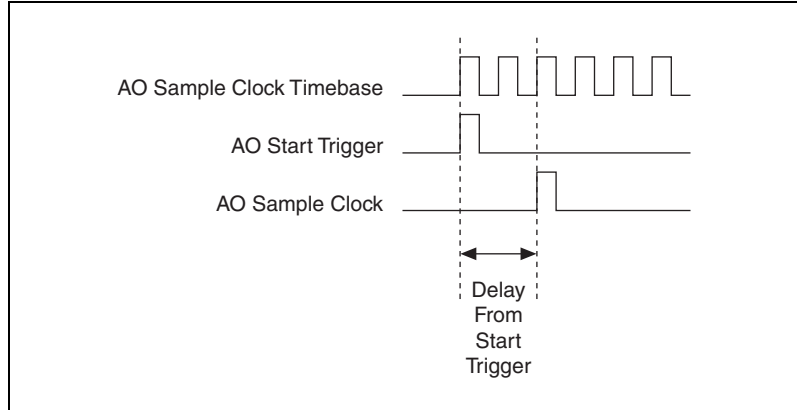 AO Sample Clock Timebase
AO Start Trigger
AO Sample Clock
Delay
From
Start
Trigger